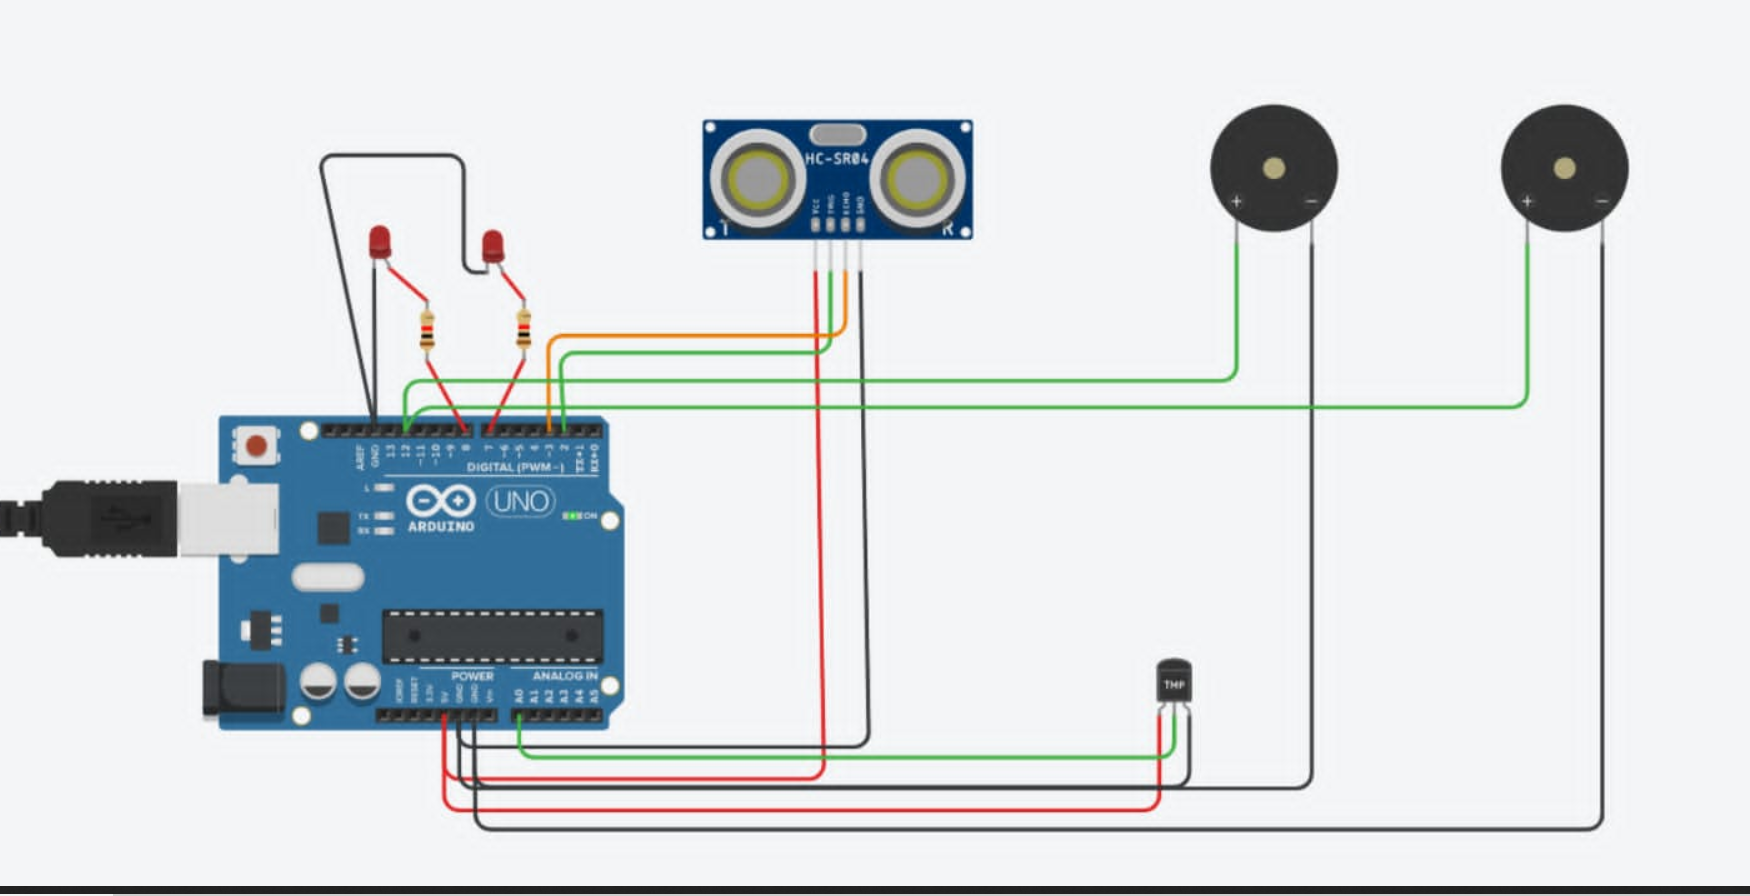 HC-SR04
VCC
TRIG
ECHO
GND
T
R
+
−
+
−
AREF
GND
13
12
~11
~10
~9
8
7
~6
~5
4
~3
2
TX→1
RX←0
DIGITAL (PWM ~)
L
TX
RX
ARDUINO
UNO
ON
POWER
ANALOG IN
IOREF
RESET
3.3V
5V
GND
GND
Vin
A0
A1
A2
A3
A4
A5
TMP